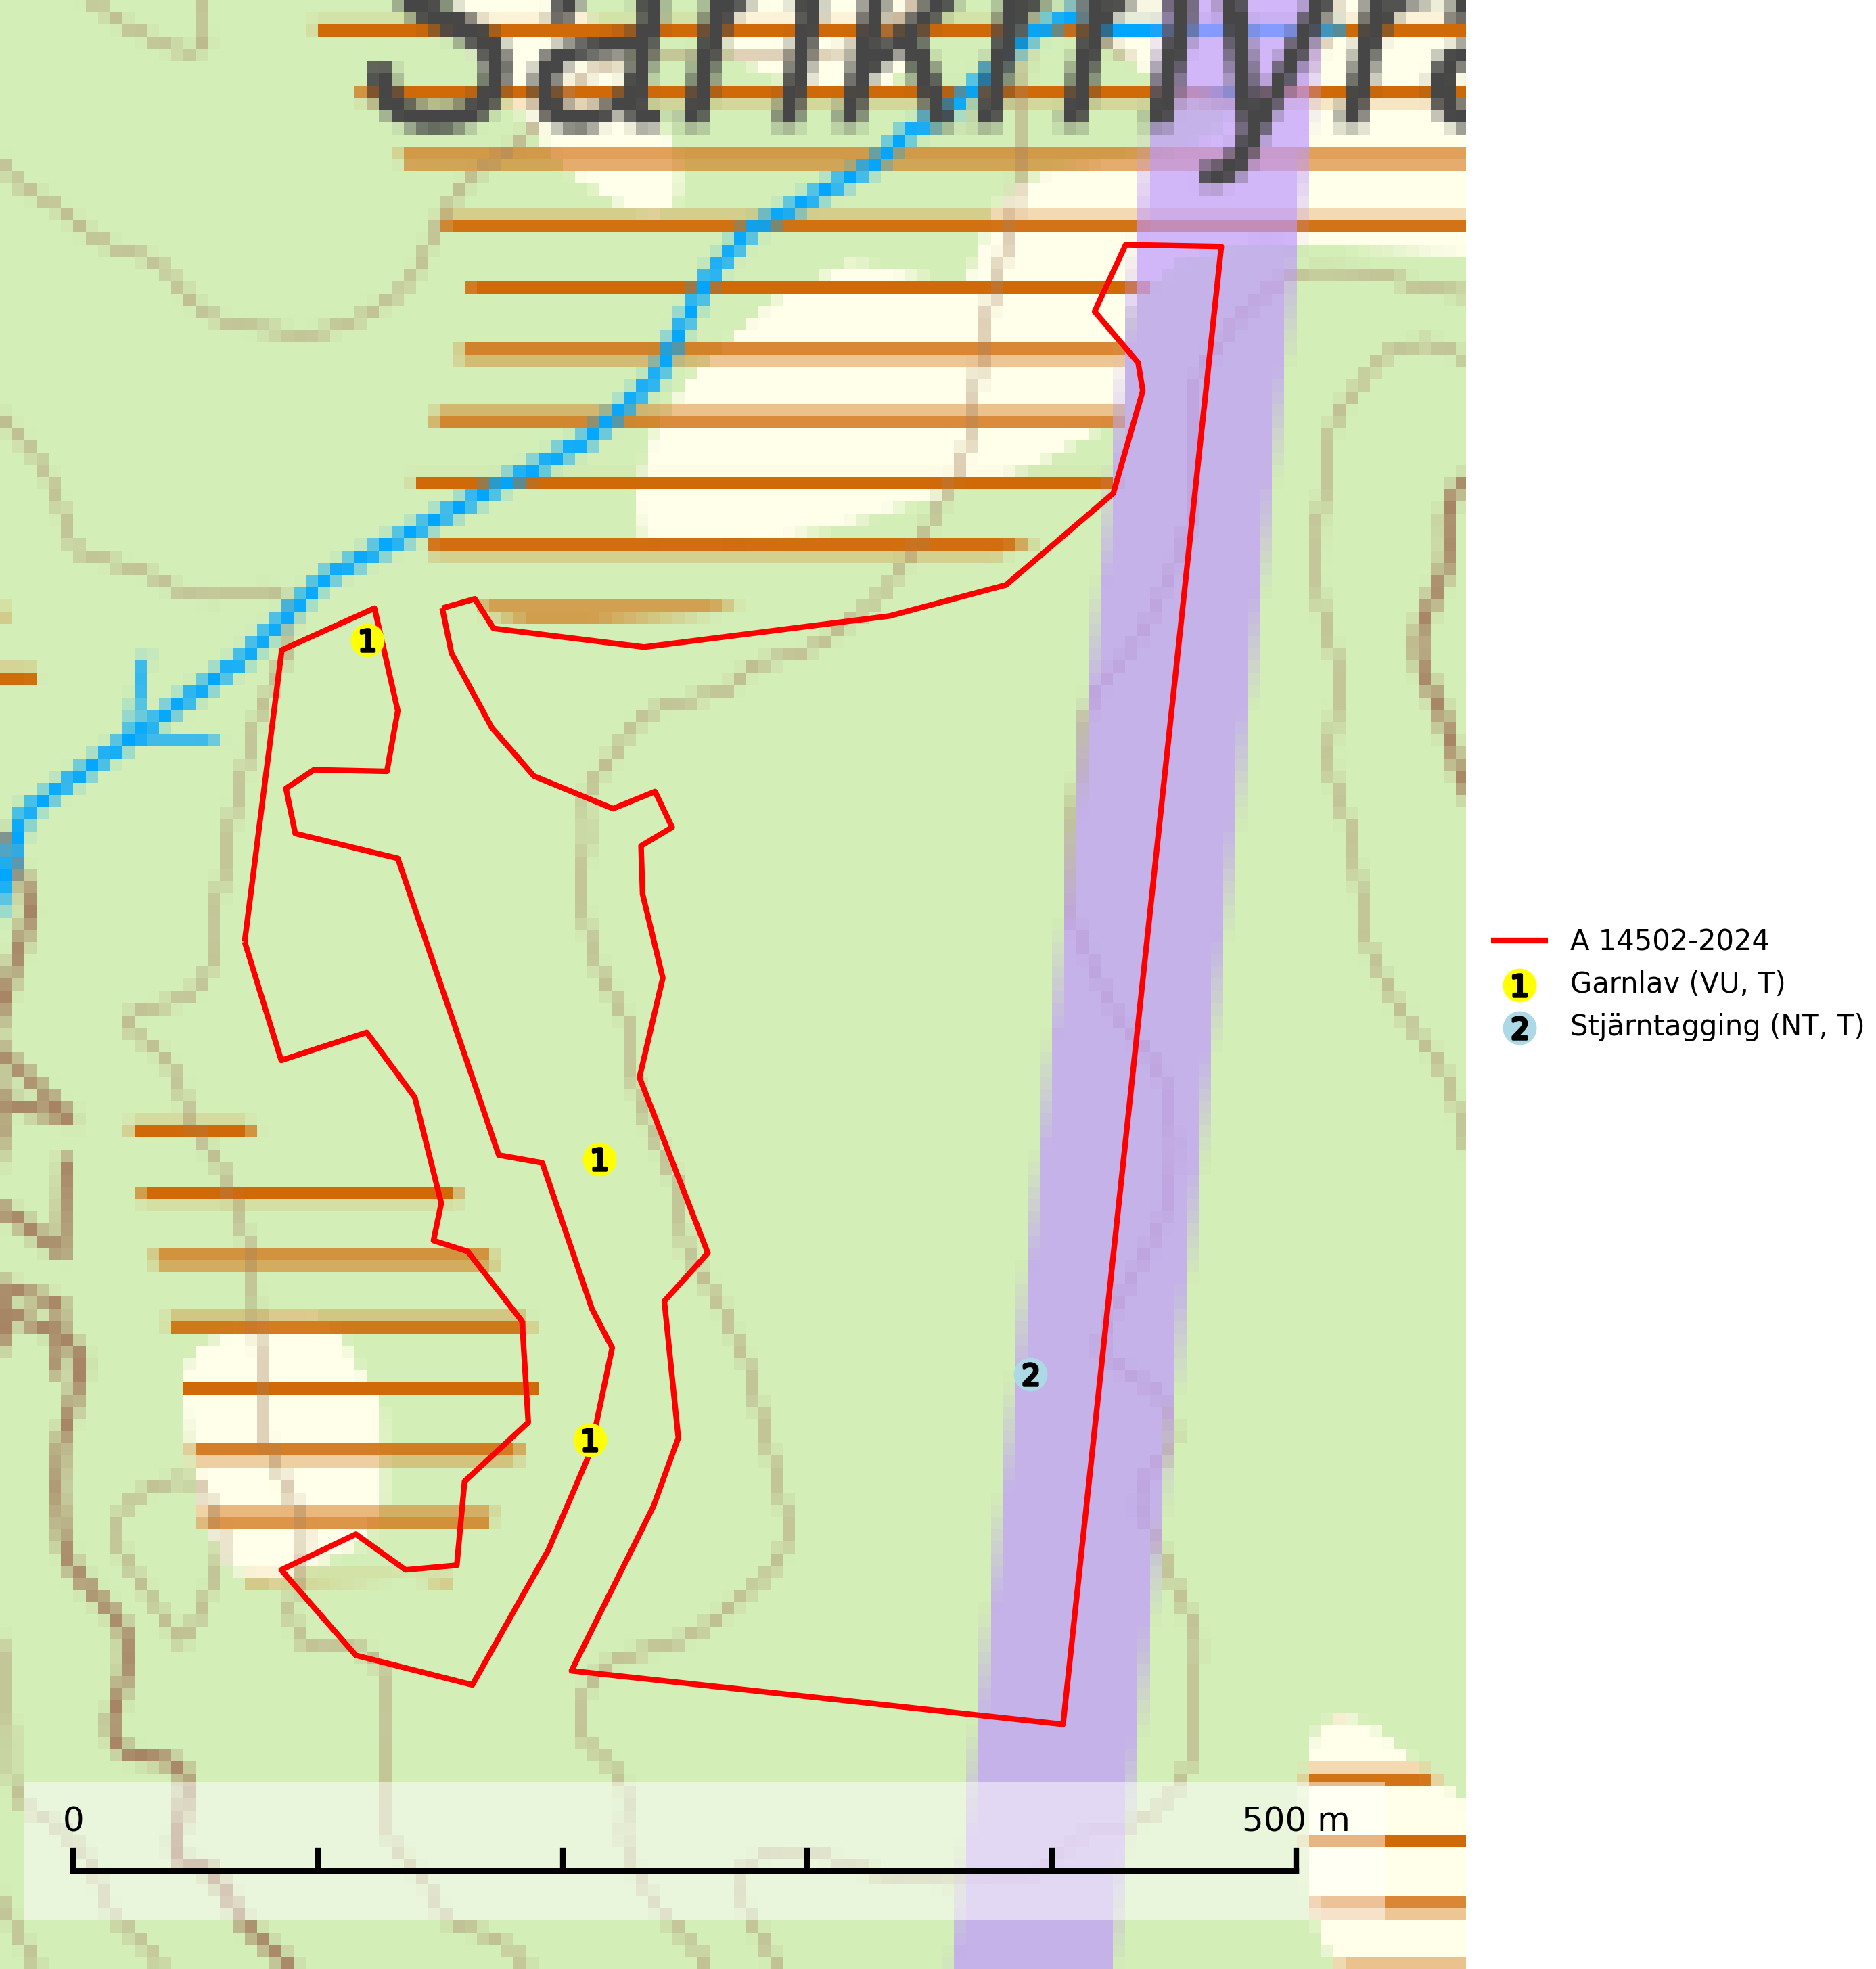 1
A 14502-2024
1 Garnlav (VU, T)
2 Stjärntagging (NT, T)
1
2
1
0 500 m